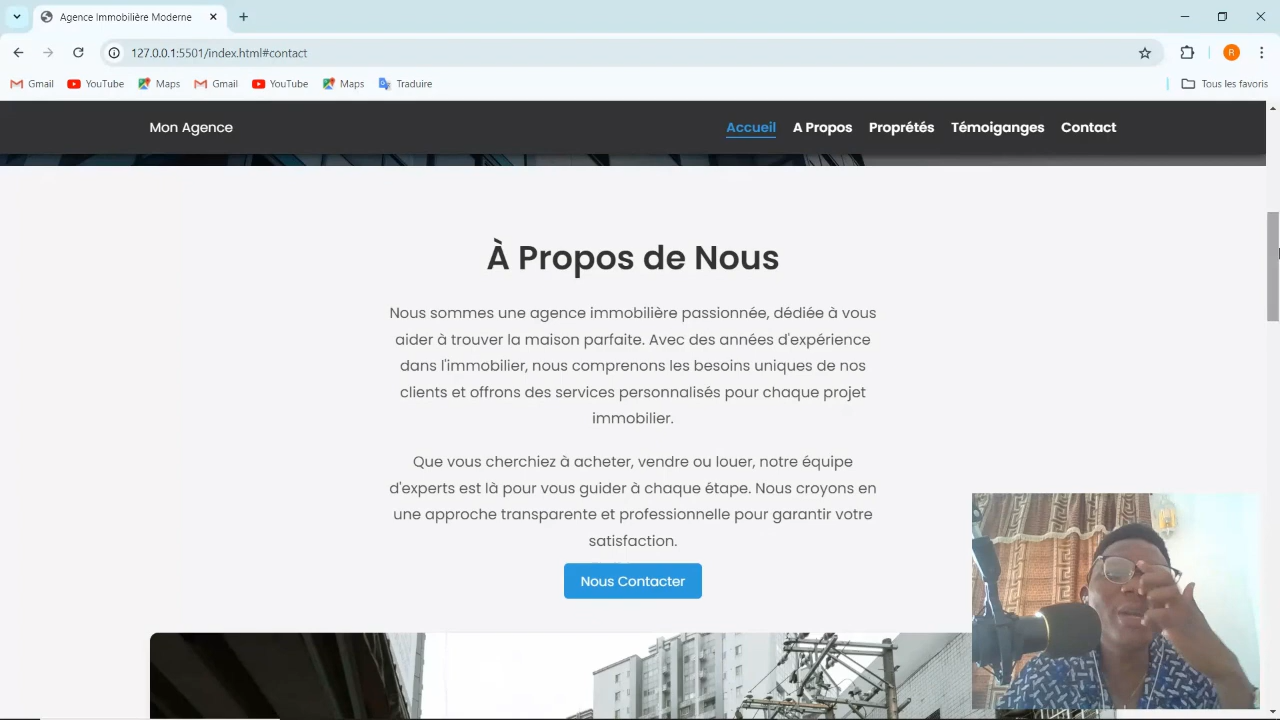 Agence Immobilière Moderne
127.0.0.1:5501/index.html#contact
R
Gmail YouTube Maps Gmail YouTube Maps Traduire Tous les favoris
Mon Agence Accueil A Propos Proprétés Témoiganges Contact
À Propos de Nous
Nous sommes une agence immobilière passionnée, dédiée à vous
aider à trouver la maison parfaite. Avec des années d'expérience
dans l'immobilier, nous comprenons les besoins uniques de nos
clients et offrons des services personnalisés pour chaque projet
immobilier.
Que vous cherchiez à acheter, vendre ou louer, notre équipe
d'experts est là pour vous guider à chaque étape. Nous croyons en
une approche transparente et professionnelle pour garantir votre
satisfaction.
Nous Contacter